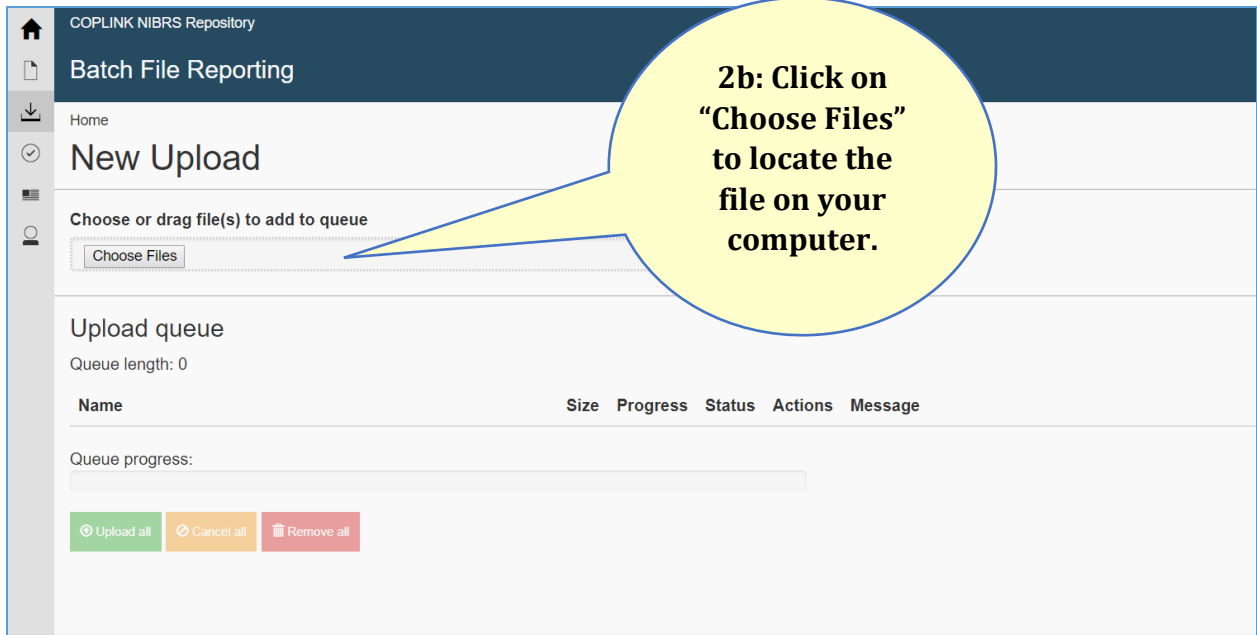 COPLINK NIBRS Repository
Batch File Reporting
Home
New Upload
2b: Click on
“Choose Files”
to locate the
file on your
computer.
Choose or drag file(s) to add to queue
Choose Files
Upload queue
Queue length: 0
Name Size Progress Status Actions Message
Queue progress:
Upload all Cancel all Remove all